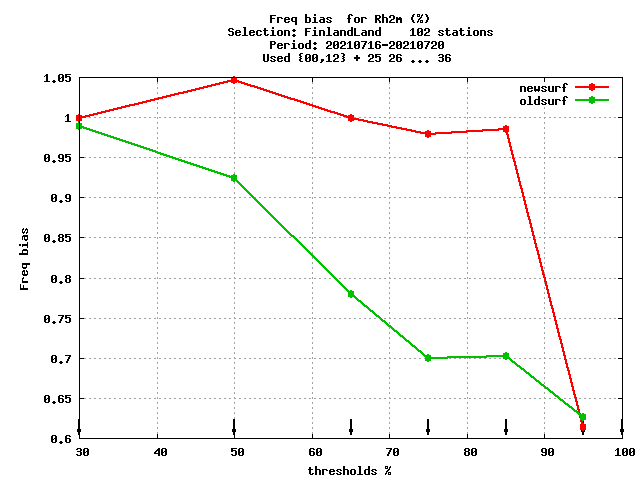 Freq bias  for Rh2m (%)
Selection: FinlandLand    102 stations
Period: 20210716-20210720
Used {00,12} + 25 26 ... 36
newsurf
oldsurf
1.05
1
0.95
0.9
0.85
0.8
0.75
0.7
0.65
0.6
Freq bias
30 40 50 60 70 80 90 100
thresholds %